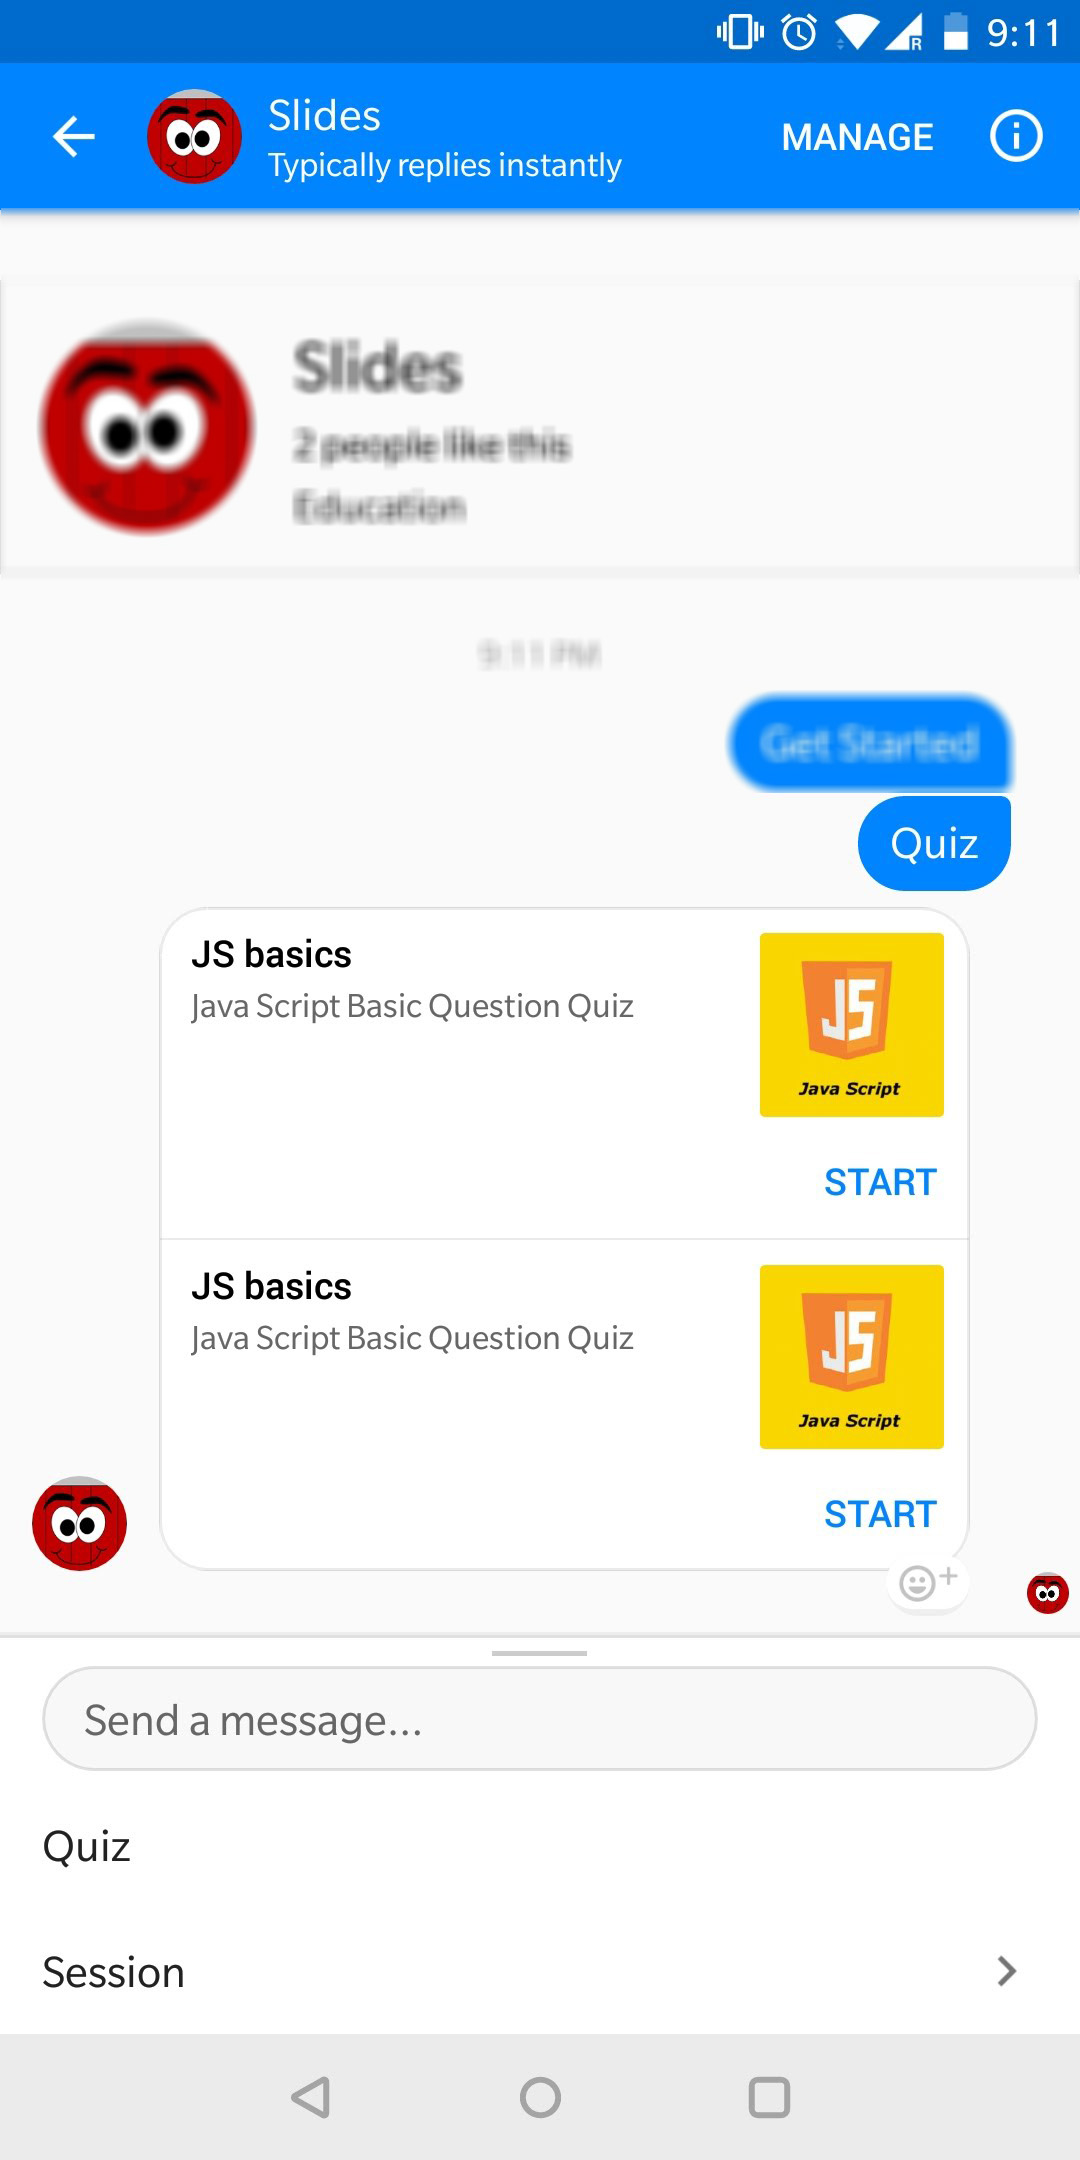 9:11
Slides
Typically replies instantly
MANAGE
Slides
2 people like this
Education
9:11 PM
Get Started
Quiz
JS basics
Java Script Basic Question Quiz
JS
Java Script
START
JS basics
Java Script Basic Question Quiz
JS
Java Script
START
Send a message...
Quiz
Session